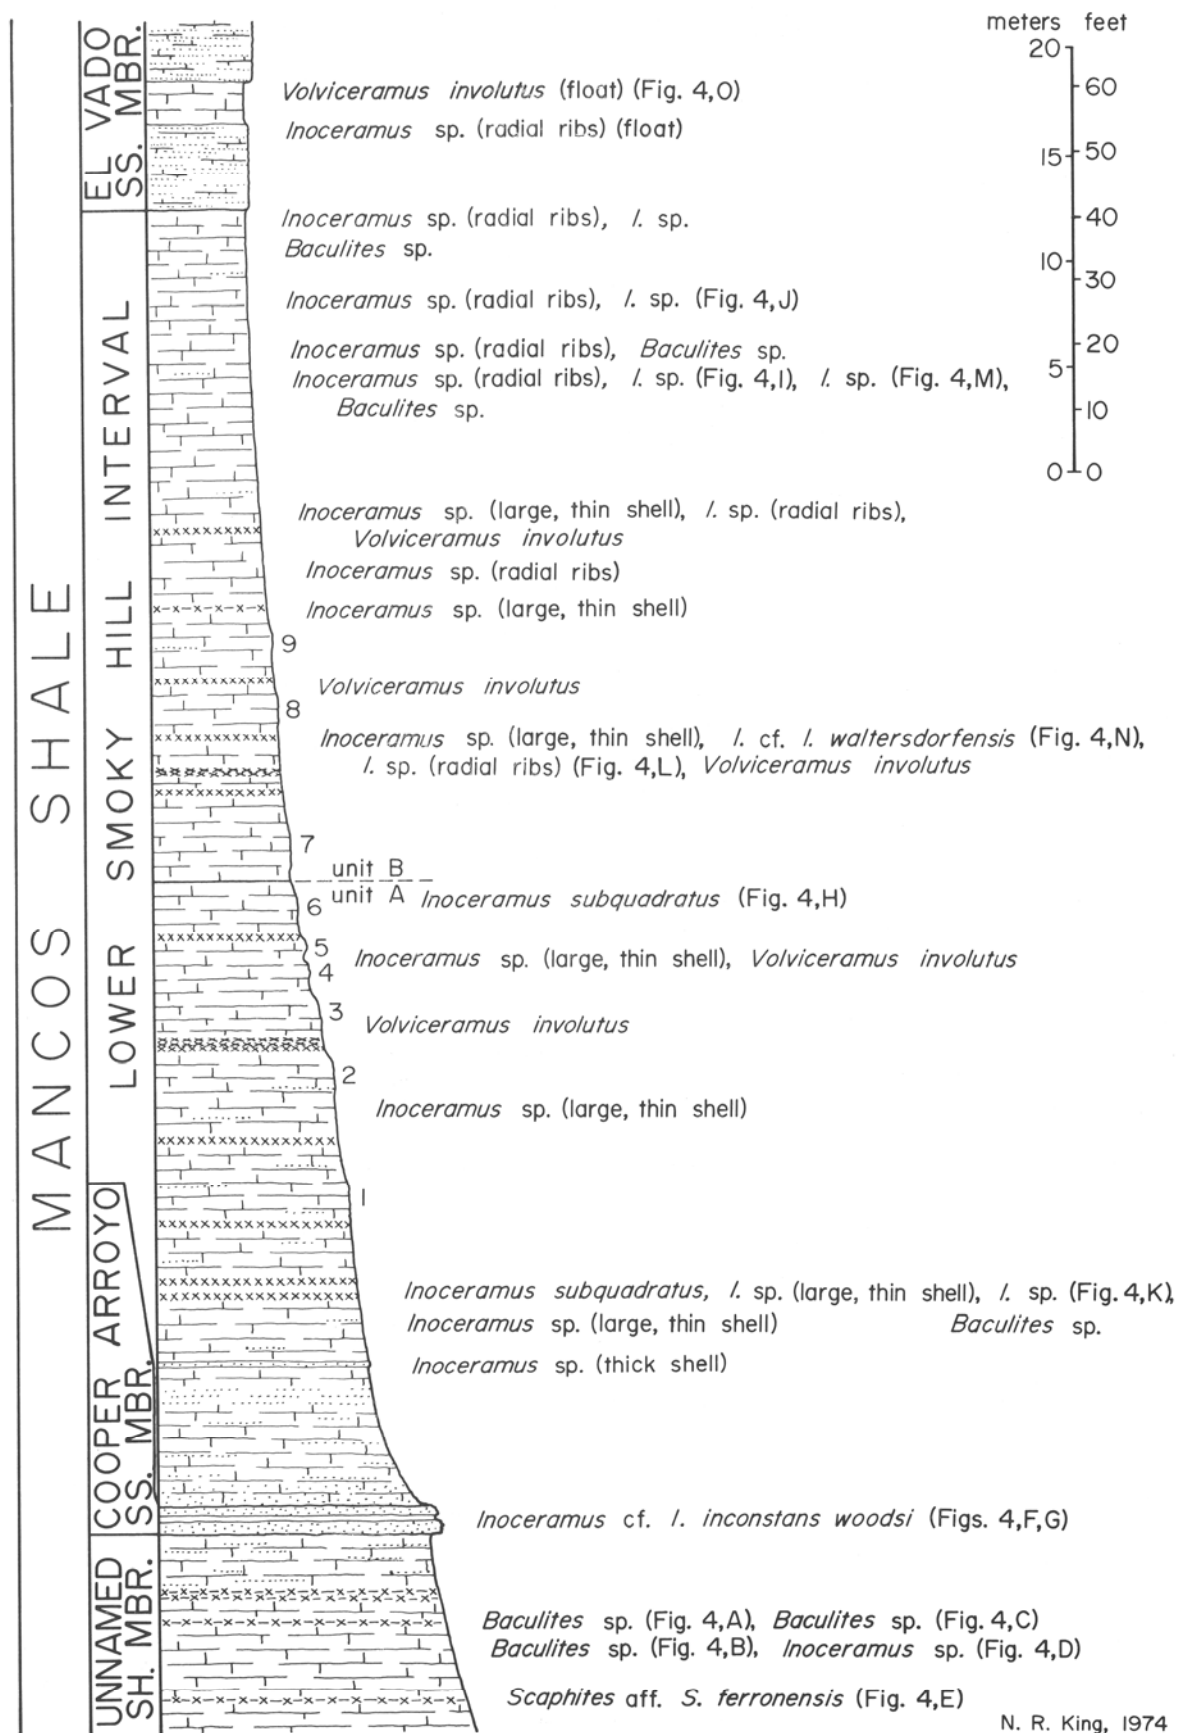 meters feet
20
60
15
50
40
10
30
20
5
10
0 0
MANCOS SHALE
EL VADO
SS. MBR.
LOWER SMOKY HILL INTERVAL
COOPER ARROYO
SS. MBR.
UNNAMED
SH. MBR.
Volviceramus involutus (float) (Fig. 4,O)
Inoceramus sp. (radial ribs) (float)
Inoceramus sp. (radial ribs), I. sp.
Baculites sp.
Inoceramus sp. (radial ribs), I. sp. (Fig. 4,J)
Inoceramus sp. (radial ribs), Baculites sp.
Inoceramus sp. (radial ribs), I. sp. (Fig. 4,I), I. sp. (Fig. 4,M),
Baculites sp.
Inoceramus sp. (large, thin shell), I. sp. (radial ribs),
Volviceramus involutus
Inoceramus sp. (radial ribs)
Inoceramus sp. (large, thin shell)
9
Volviceramus involutus
8
Inoceramus sp. (large, thin shell), I. cf. I. waltersdorfensis (Fig. 4,N),
I. sp. (radial ribs) (Fig. 4,L), Volviceramus involutus
7
unit B
unit A Inoceramus subquadratus (Fig. 4,H)
6
5
Inoceramus sp. (large, thin shell), Volviceramus involutus
4
3
Volviceramus involutus
2
Inoceramus sp. (large, thin shell)
1
Inoceramus subquadratus, I. sp. (large, thin shell), I. sp. (Fig. 4,K),
Inoceramus sp. (large, thin shell) Baculites sp.
Inoceramus sp. (thick shell)
Inoceramus cf. I. inconstans woodsi (Figs. 4,F,G)
Baculites sp. (Fig. 4,A), Baculites sp. (Fig. 4,C)
Baculites sp. (Fig. 4,B), Inoceramus sp. (Fig. 4,D)
Scaphites aff. S. ferronensis (Fig. 4,E)
N. R. King, 1974